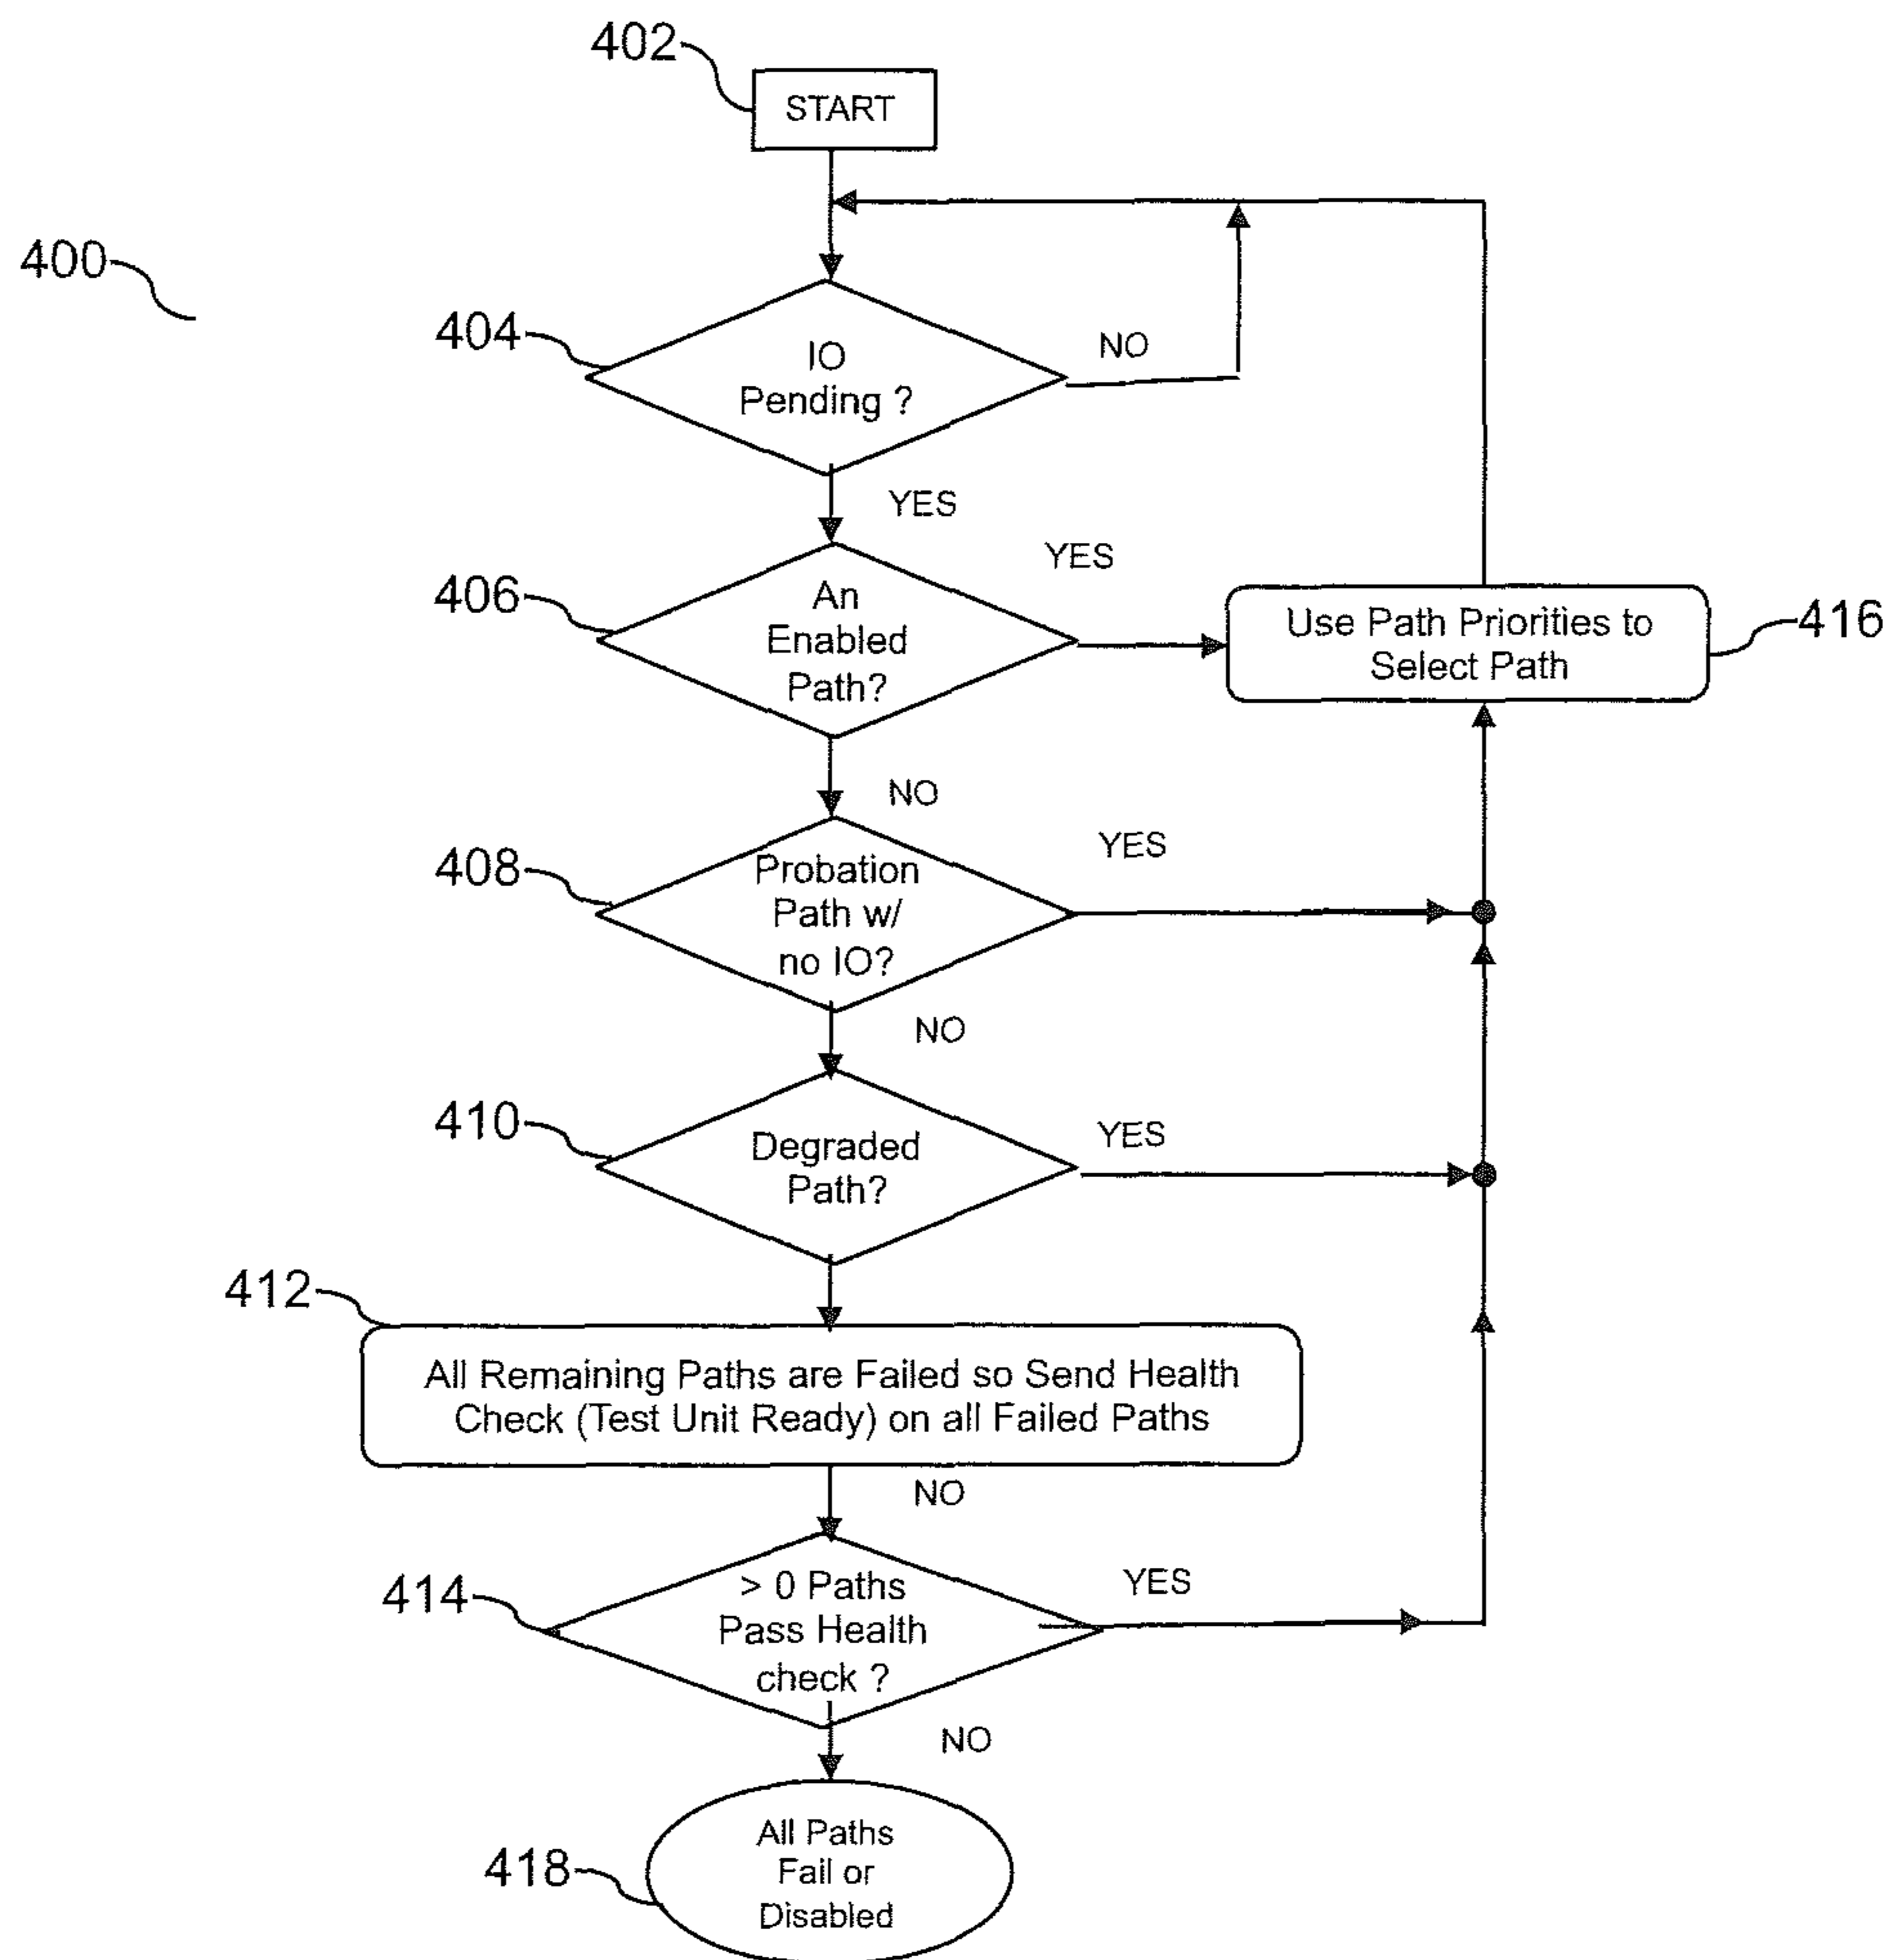 402
START
400
404
IO
Pending ?
NO
YES
406
An
Enabled
Path?
YES
Use Path Priorities to
Select Path
416
NO
408
Probation
Path w/
no IO?
YES
NO
410
Degraded
Path?
YES
412
All Remaining Paths are Failed so Send Health
Check (Test Unit Ready) on all Failed Paths
NO
414
> 0 Paths
Pass Health
check ?
YES
NO
418
All Paths
Fail or
Disabled